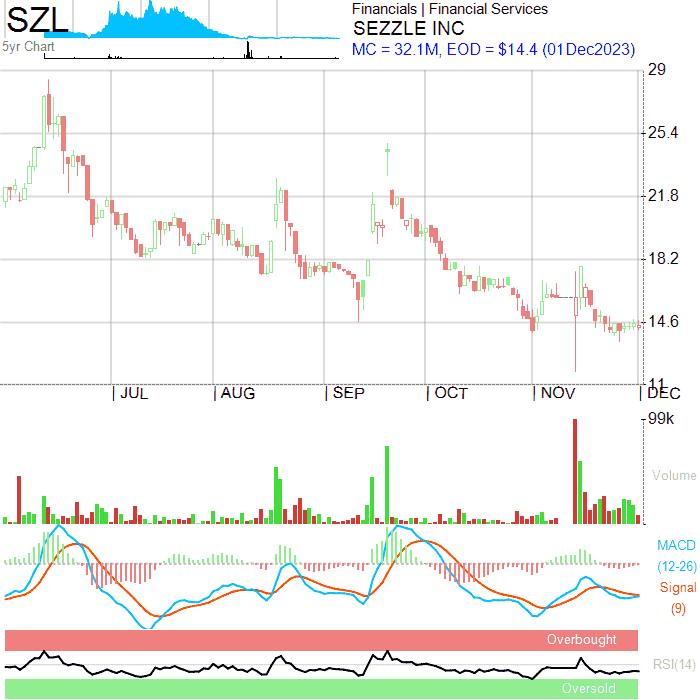 SZL
5yr Chart
Financials | Financial Services
SEZZLE INC
MC = 32.1M, EOD = $14.4 (01Dec2023)
29
25.4
21.8
18.2
14.6
11
JUL AUG SEP OCT NOV DEC
99k
Volume
MACD
(12-26)
Signal
(9)
Overbought
RSI(14)
Oversold